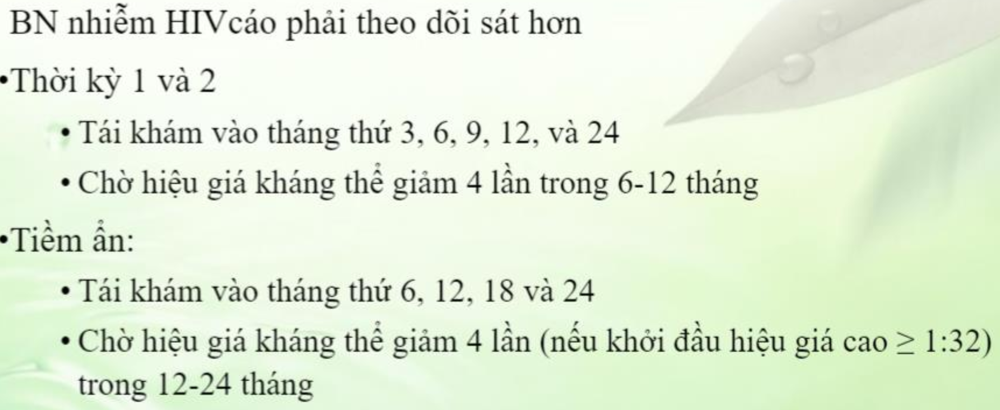 BN nhiễm HIVcáo phải theo dõi sát hơn
•Thời kỳ 1 và 2
• Tái khám vào tháng thứ 3, 6, 9, 12, và 24
• Chờ hiệu giá kháng thể giảm 4 lần trong 6-12 tháng
•Tiềm ẩn:
• Tái khám vào tháng thứ 6, 12, 18 và 24
• Chờ hiệu giá kháng thể giảm 4 lần (nếu khởi đầu hiệu giá cao ≥ 1:32)
trong 12-24 tháng